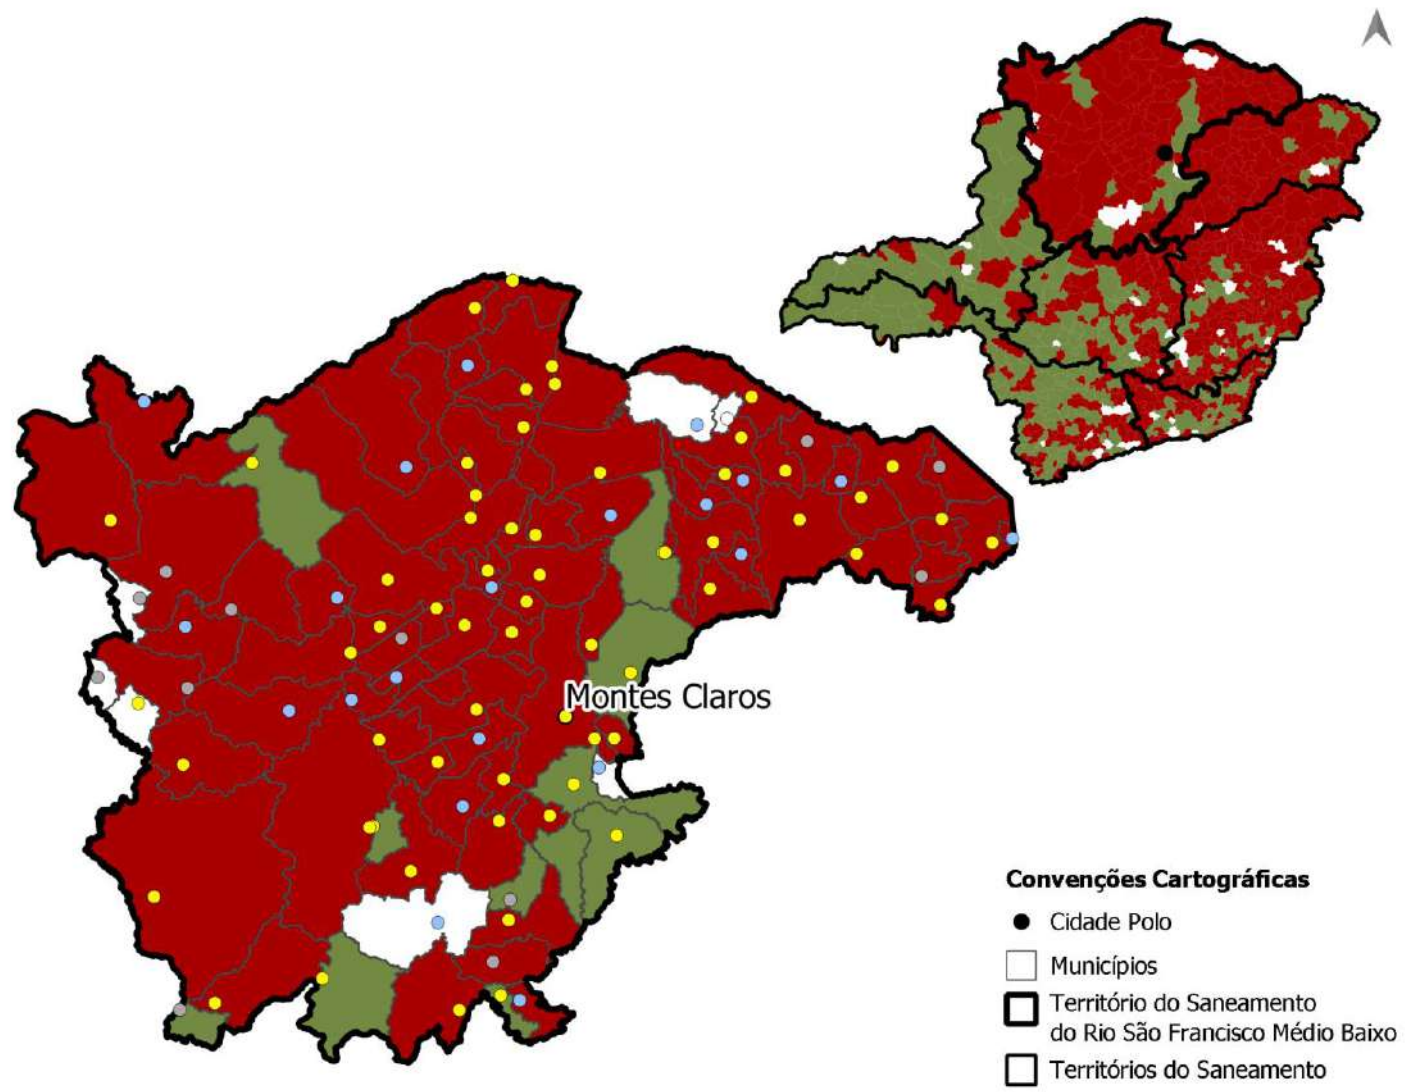 Montes Claros
Convenções Cartográficas
Cidade Polo
Municípios
Território do Saneamento
do Rio São Francisco Médio Baixo
Territórios do Saneamento